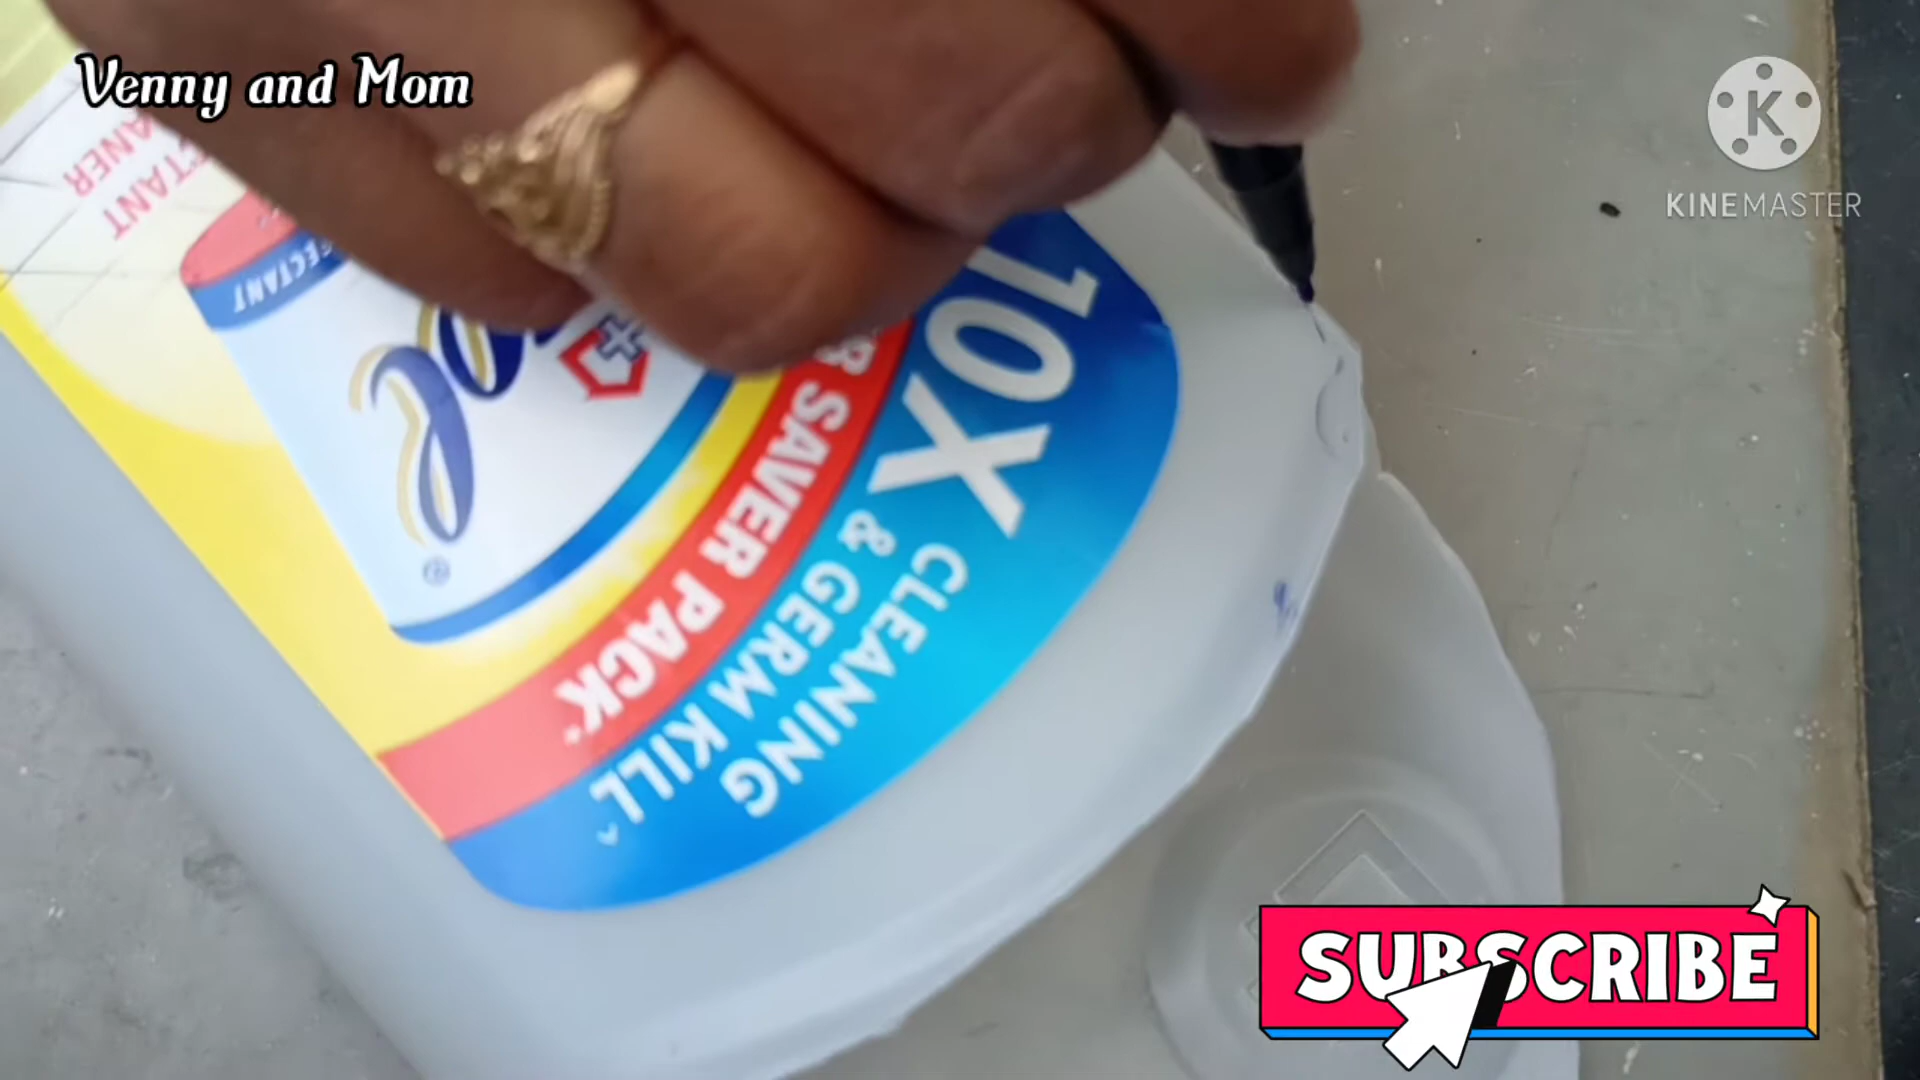 Venny and Mom
K
KINEMASTER
SUBSCRIBE
10X
CLEANING
& GERM KILL^
SAVER PACK*
®